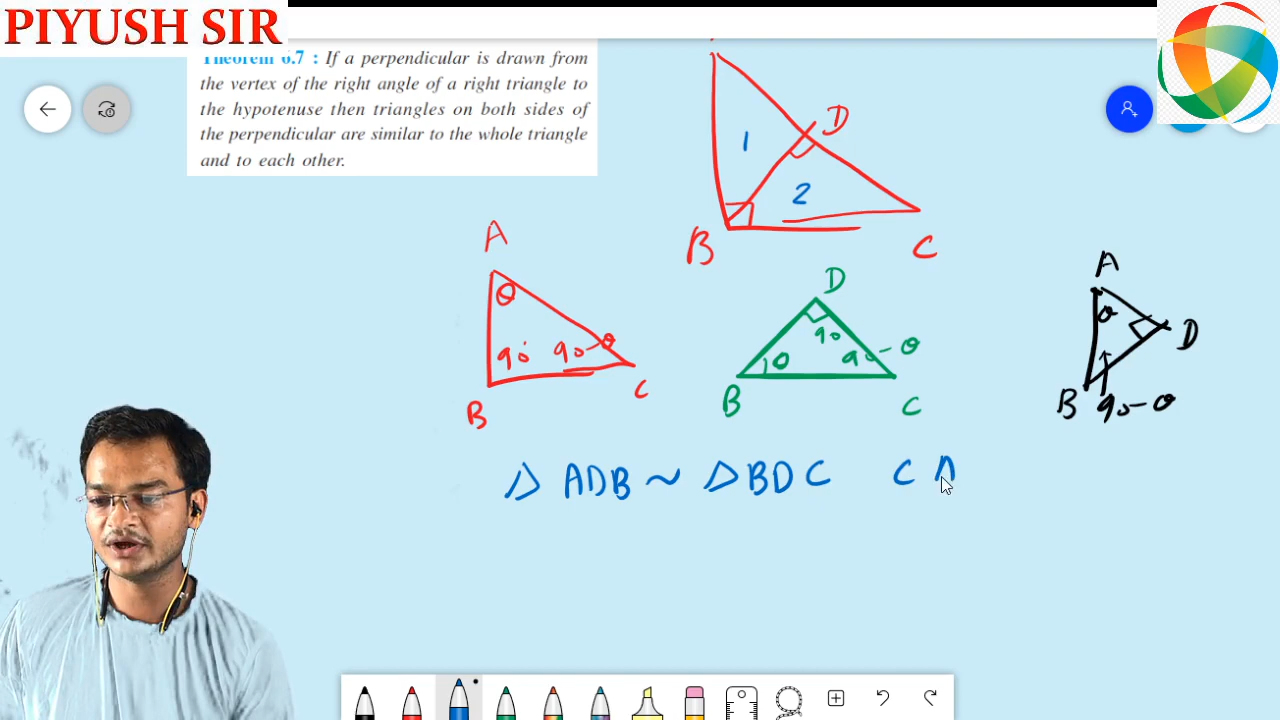 PIYUSH SIR
Theorem 6.7 : If a perpendicular is drawn from
the vertex of the right angle of a right triangle to
the hypotenuse then triangles on both sides of
the perpendicular are similar to the whole triangle
and to each other.
D
1
2
B
C
A
θ
90° 90-θ
B
C
D
90
θ 90-θ
B
C
A
θ
D
B 90-θ
Δ ADB ~ Δ BDC C A